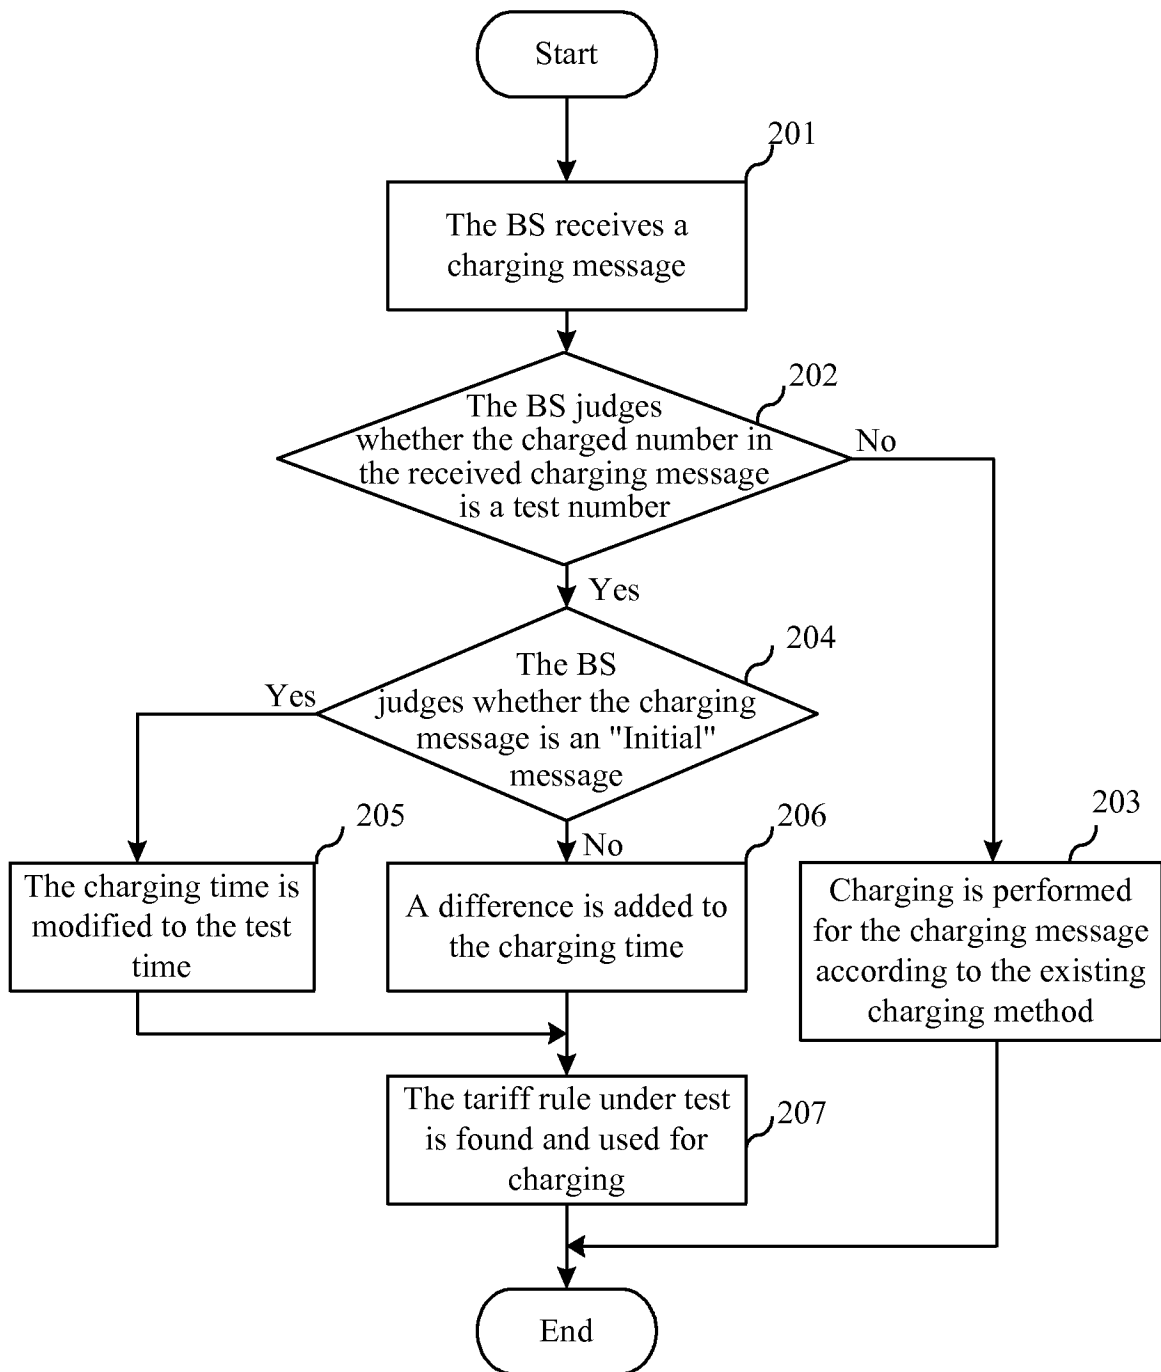 Start
201
The BS receives a
charging message
202
The BS judges
whether the charged number in
the received charging message
is a test number
No
Yes
204
The BS
judges whether the charging
message is an "Initial"
message
Yes
No
205
The charging time is
modified to the test
time
206
A difference is added to
the charging time
203
Charging is performed
for the charging message
according to the existing
charging method
The tariff rule under test
is found and used for
charging
207
End